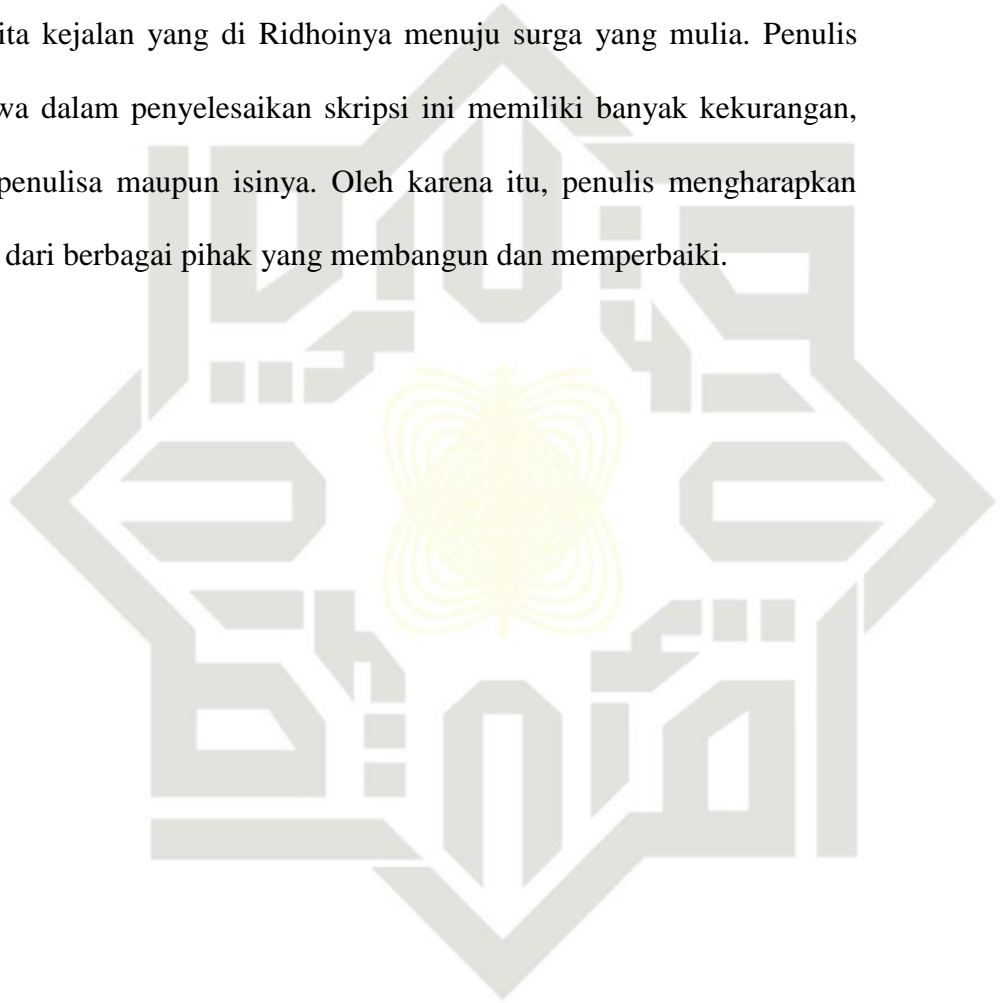 ita kejalan yang di Ridhoinya menuju surga yang mulia. Penulis
wa dalam penyelesaikan skripsi ini memiliki banyak kekurangan,
penulisa maupun isinya. Oleh karena itu, penulis mengharapkan
dari berbagai pihak yang membangun dan memperbaiki.